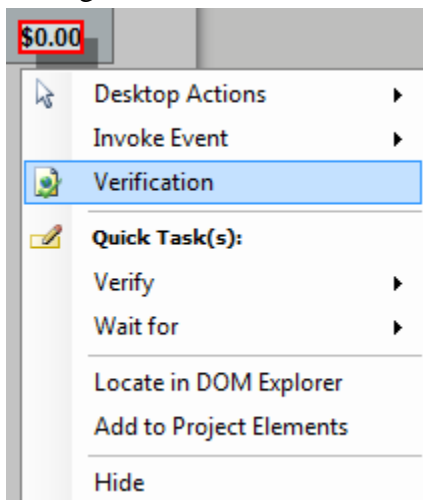 $0.00
Desktop Actions
Invoke Event
Verification
Quick Task(s):
Verify
Wait for
Locate in DOM Explorer
Add to Project Elements
Hide